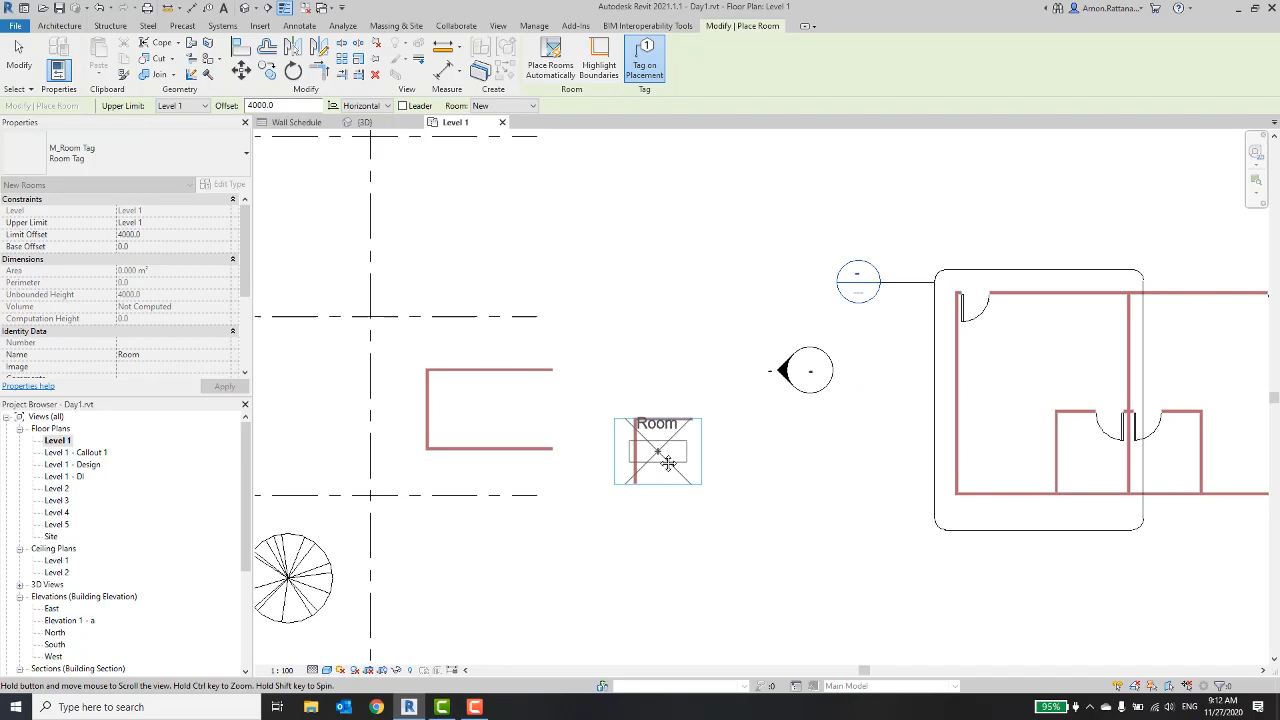 Autodesk Revit 2021.1.1 - Day1.rvt - Floor Plan: Level 1
Arnon.Rattana...
File Architecture Structure Steel Precast Systems Insert Annotate Analyze Massing & Site Collaborate View Manage Add-Ins BIM Interoperability Tools Modify | Place Room
Modify
Paste
Cope
Cut
Join
Place Rooms Automatically
Highlight Boundaries
Tag on Placement
Select Properties Clipboard Geometry Modify View Measure Create Room Tag
Modify | Place Room Upper Limit: Level 1 Offset: 4000.0 Horizontal Leader Room: New
Properties
Wall Schedule {3D} Level 1
M_Room Tag
Room Tag
New Rooms Edit Type
Constraints
Level Level 1
Upper Limit Level 1
Limit Offset 4000.0
Base Offset 0.0
Dimensions
Area 0.000 m²
Perimeter 0.0
Unbounded Height 4000.0
Volume Not Computed
Computation Height 0.0
Identity Data
Number
Name Room
Image
Properties help Apply
Room
Project Browser - Day1.rvt
Views (all)
Floor Plans
Level 1
Level 1 - Callout 1
Level 1 - Design
Level 1 - DI
Level 2
Level 3
Level 4
Level 5
Site
Ceiling Plans
Level 1
Level 2
3D Views
Elevations (Building Elevation)
East
Elevation 1 - a
North
South
West
Sections (Building Section)
1 : 100
Hold button and move mouse to Scroll the view. Hold Ctrl key to Zoom. Hold Shift key to Spin.
:0 Main Model :0
Type here to search
95% ENG 9:12 AM
11/27/2020